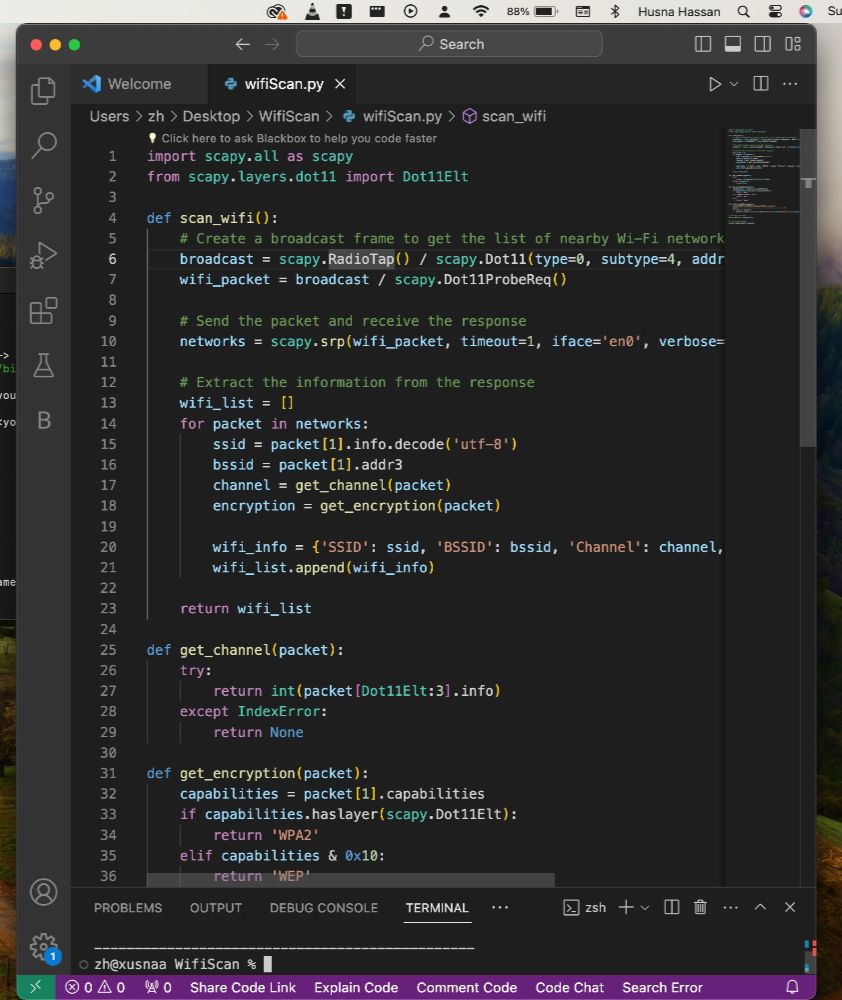 88%
Husna Hassan
Su
Search
Welcome
wifiScan.py
Users > zh > Desktop > WifiScan > wifiScan.py > scan_wifi
Click here to ask Blackbox to help you code faster
1 import scapy.all as scapy
2 from scapy.layers.dot11 import Dot11Elt
3
4 def scan_wifi():
5 # Create a broadcast frame to get the list of nearby Wi-Fi network
6 broadcast = scapy.RadioTap() / scapy.Dot11(type=0, subtype=4, addr
7 wifi_packet = broadcast / scapy.Dot11ProbeReq()
8
9 # Send the packet and receive the response
10 networks = scapy.srp(wifi_packet, timeout=1, iface='en0', verbose=
11
12 # Extract the information from the response
13 wifi_list = []
14 for packet in networks:
15 ssid = packet[1].info.decode('utf-8')
16 bssid = packet[1].addr3
17 channel = get_channel(packet)
18 encryption = get_encryption(packet)
19
20 wifi_info = {'SSID': ssid, 'BSSID': bssid, 'Channel': channel,
21 wifi_list.append(wifi_info)
22
23 return wifi_list
24
25 def get_channel(packet):
26 try:
27 return int(packet[Dot11Elt:3].info)
28 except IndexError:
29 return None
30
31 def get_encryption(packet):
32 capabilities = packet[1].capabilities
33 if capabilities.haslayer(scapy.Dot11Elt):
34 return 'WPA2'
35 elif capabilities & 0x10:
36 return 'WEP'
->
/bi
you
kyo
ame
B
PROBLEMS OUTPUT DEBUG CONSOLE TERMINAL ... zsh
zh@xusnaa WifiScan %
1
0 0 0 Share Code Link Explain Code Comment Code Code Chat Search Error